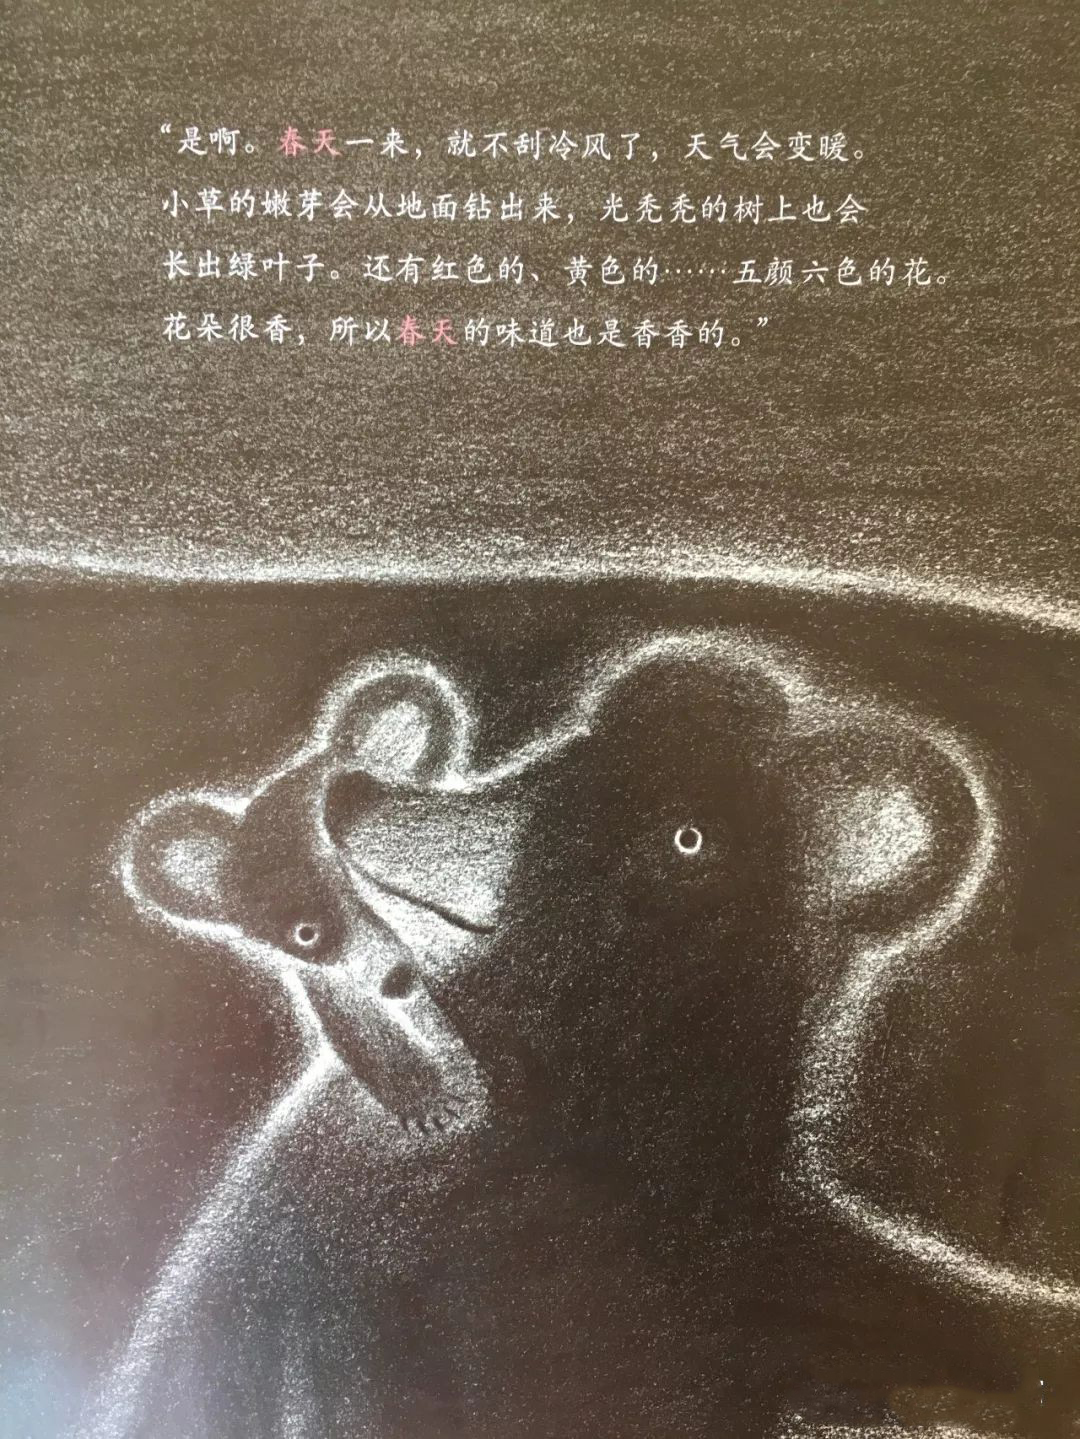 “是啊。春天一来，就不刮冷风了，天气会变暖。
小草的嫩芽会从地面钻出来，光秃秃的树上也会
长出绿叶子。还有红色的、黄色的……五颜六色的花。
花朵很香，所以春天的味道也是香香的。”